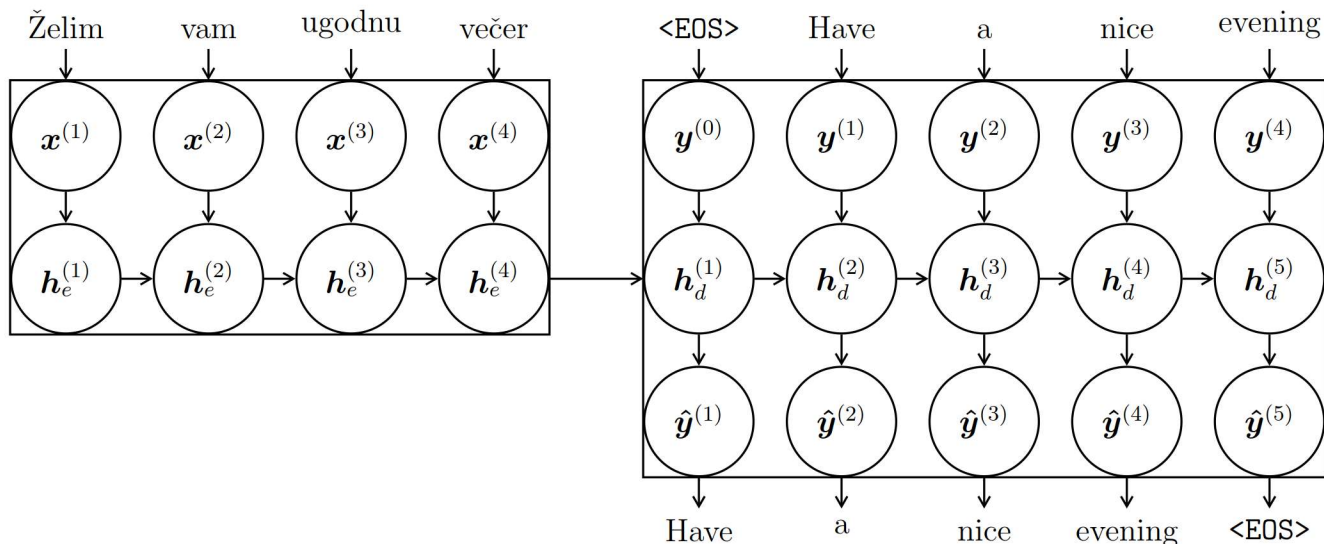 Želim vam ugodnu večer <EOS> Have a nice evening
x^(1) x^(2) x^(3) x^(4) y^(0) y^(1) y^(2) y^(3) y^(4)
h_e^(1) h_e^(2) h_e^(3) h_e^(4) h_d^(1) h_d^(2) h_d^(3) h_d^(4) h_d^(5)
ŷ^(1) ŷ^(2) ŷ^(3) ŷ^(4) ŷ^(5)
Have a nice evening <EOS>